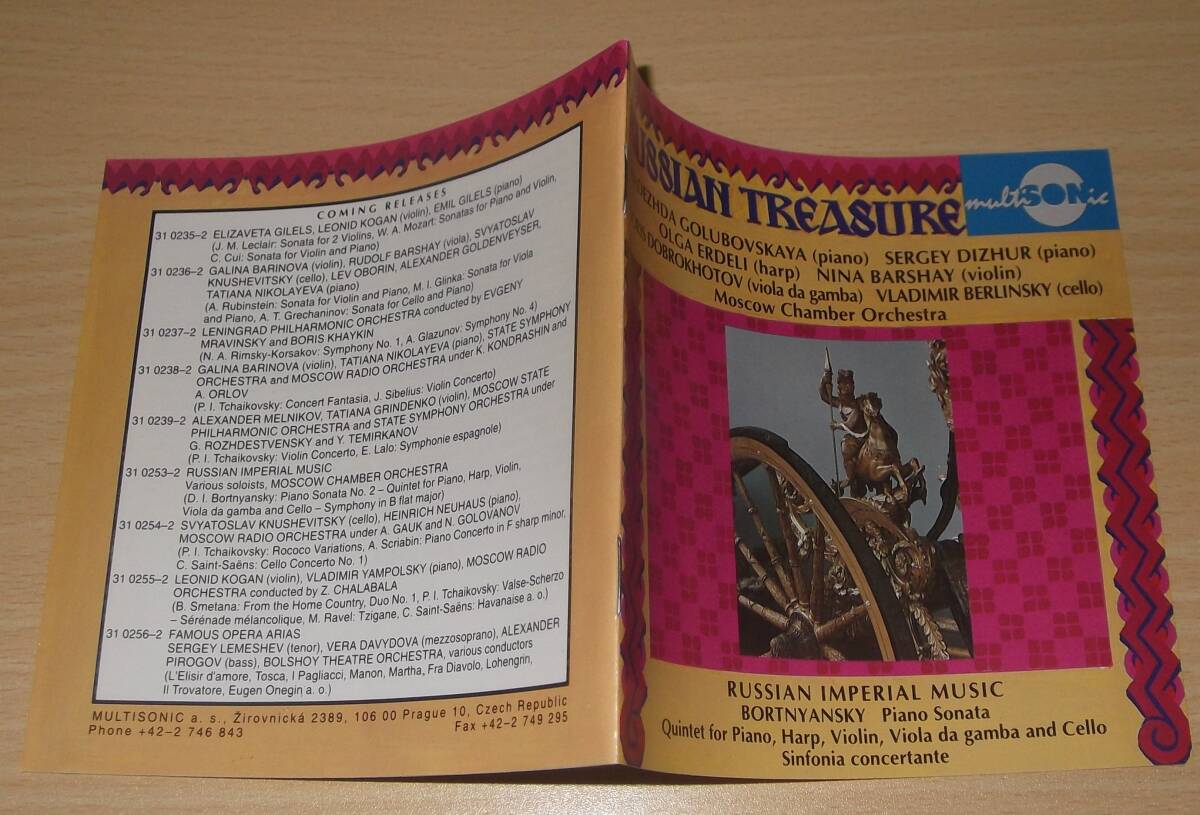 COMING RELEASES
31 0235–2 ELIZAVETA GILELS, LEONID KOGAN (violin), EMIL GILELS (piano)
(J. M. Leclair: Sonata for 2 Violins, W. A. Mozart: Sonatas for Piano and Violin,
C. Cui: Sonata for Violin and Piano)
31 0236–2 GALINA BARINOVA (violin), RUDOLF BARSHAY (viola), SVYATOSLAV
KNUSHEVITSKY (cello), LEV OBORIN, ALEXANDER GOLDENVEYSER,
TATIANA NIKOLAYEVA (piano)
(A. Rubinstein: Sonata for Violin and Piano, M. I. Glinka: Sonata for Viola
and Piano, A. T. Grechaninov: Sonata for Cello and Piano)
31 0237–2 LENINGRAD PHILHARMONIC ORCHESTRA conducted by EVGENY
MRAVINSKY and BORIS KHAYKIN
(N. A. Rimsky-Korsakov: Symphony No. 1, A. Glazunov: Symphony No. 4)
31 0238–2 GALINA BARINOVA (violin), TATIANA NIKOLAYEVA (piano), STATE SYMPHONY
ORCHESTRA and MOSCOW RADIO ORCHESTRA under K. KONDRASHIN and
A. ORLOV
(P. I. Tchaikovsky: Concert Fantasia, J. Sibelius: Violin Concerto)
31 0239–2 ALEXANDER MELNIKOV, TATIANA GRINDENKO (violin), MOSCOW STATE
PHILHARMONIC ORCHESTRA and STATE SYMPHONY ORCHESTRA under
G. ROZHDESTVENSKY and Y. TEMIRKANOV
(P. I. Tchaikovsky: Violin Concerto, E. Lalo: Symphonie espagnole)
31 0253–2 RUSSIAN IMPERIAL MUSIC
Various soloists, MOSCOW CHAMBER ORCHESTRA
(D. I. Bortnyansky: Piano Sonata No. 2 – Quintet for Piano, Harp, Violin,
Viola da gamba and Cello – Symphony in B flat major)
31 0254–2 SVYATOSLAV KNUSHEVITSKY (cello), HEINRICH NEUHAUS (piano),
MOSCOW RADIO ORCHESTRA under A. GAUK and N. GOLOVANOV
(P. I. Tchaikovsky: Rococo Variations, A. Scriabin: Piano Concerto in F sharp minor,
C. Saint-Saëns: Cello Concerto No. 1)
31 0255–2 LEONID KOGAN (violin), VLADIMIR YAMPOLSKY (piano), MOSCOW RADIO
ORCHESTRA conducted by Z. CHALABALA
(B. Smetana: From the Home Country, Duo No. 1, P. I. Tchaikovsky: Valse-Scherzo
– Sérénade mélancolique, M. Ravel: Tzigane, C. Saint-Saëns: Havanaise a. o.)
31 0256–2 FAMOUS OPERA ARIAS
SERGEY LEMESHEV (tenor), VERA DAVYDOVA (mezzosoprano), ALEXANDER
PIROGOV (bass), BOLSHOY THEATRE ORCHESTRA, various conductors
(L'Elisir d'amore, Tosca, I Pagliacci, Manon, Martha, Fra Diavolo, Lohengrin,
Il Trovatore, Eugen Onegin a. o.)
MULTISONIC a. s., Žirovnická 2389, 106 00 Prague 10, Czech Republic
Phone +42–2 746 843 Fax +42–2 749 295
USSIAN TREASURE
multiSONic
EZHDA GOLUBOVSKAYA (piano) SERGEY DIZHUR (piano)
OLGA ERDELI (harp) NINA BARSHAY (violin)
DOBROKHOTOV (viola da gamba) VLADIMIR BERLINSKY (cello)
Moscow Chamber Orchestra
RUSSIAN IMPERIAL MUSIC
BORTNYANSKY Piano Sonata
Quintet for Piano, Harp, Violin, Viola da gamba and Cello
Sinfonia concertante